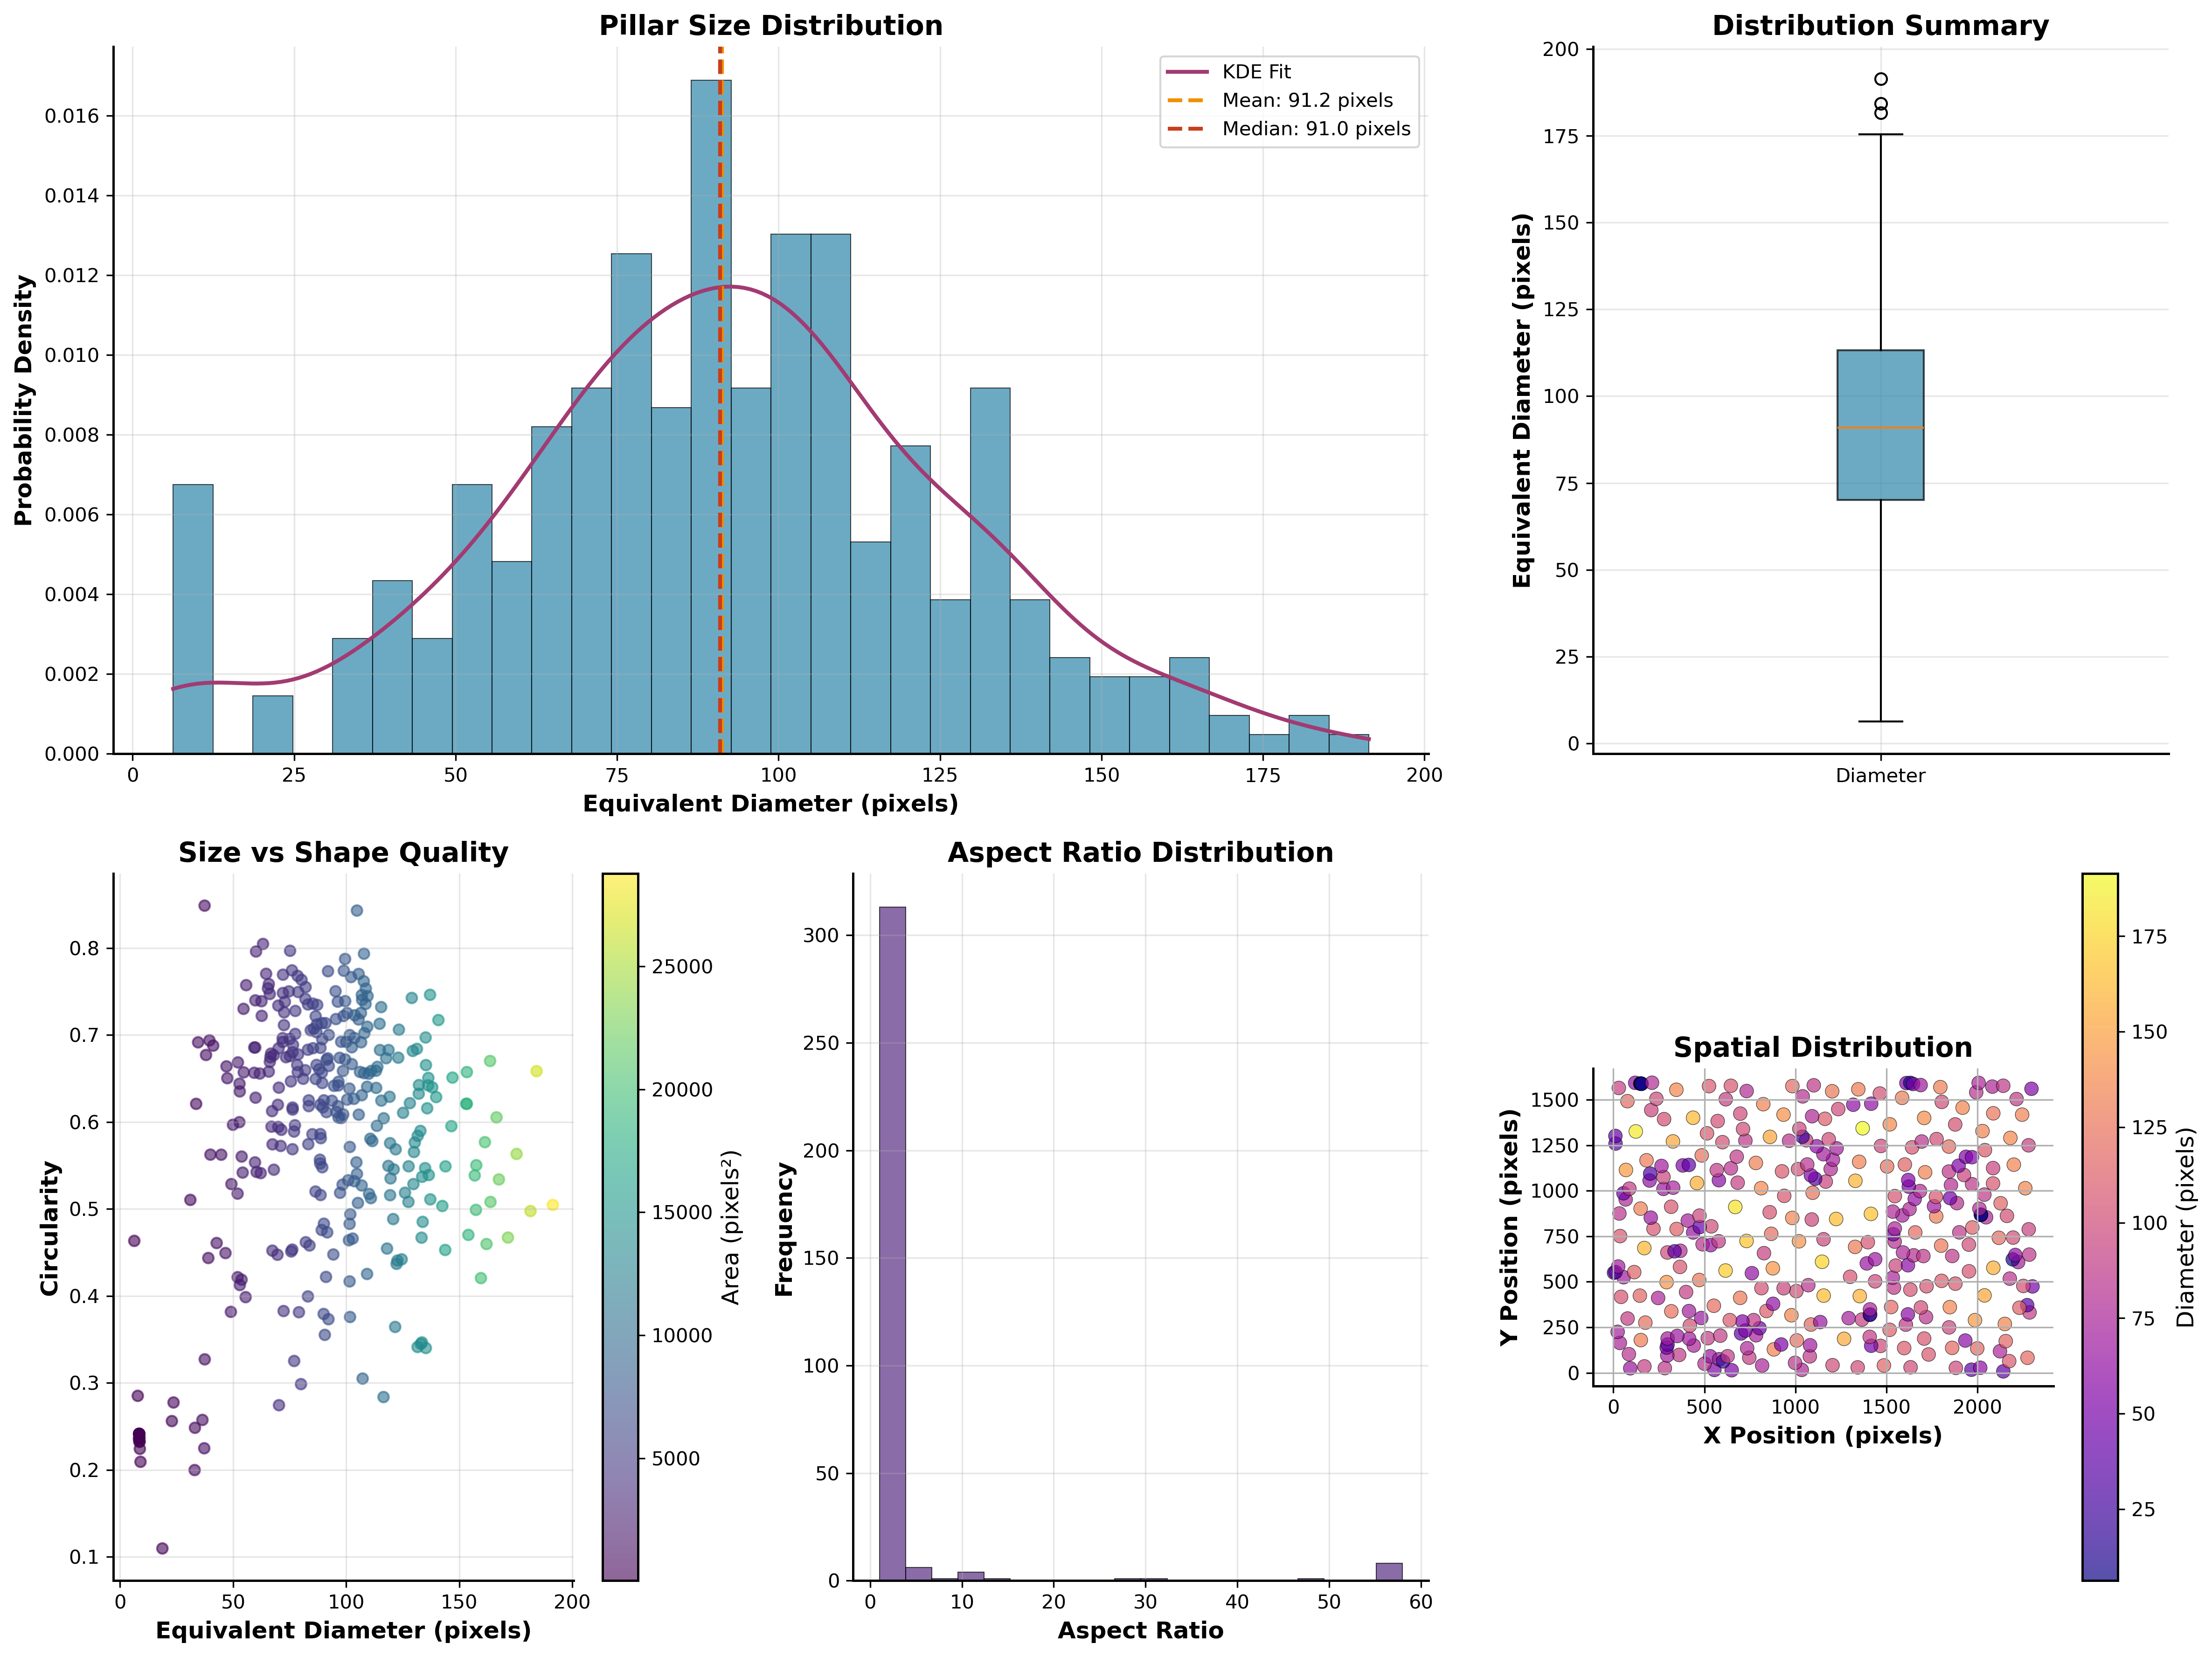 Pillar Size Distribution
KDE Fit
Mean: 91.2 pixels
Median: 91.0 pixels
Probability Density
0.016
0.014
0.012
0.010
0.008
0.006
0.004
0.002
0.000
0 25 50 75 100 125 150 175 200
Equivalent Diameter (pixels)
Distribution Summary
Equivalent Diameter (pixels)
200
175
150
125
100
75
50
25
0
Diameter
Size vs Shape Quality
Circularity
0.8
0.7
0.6
0.5
0.4
0.3
0.2
0.1
0 50 100 150 200
Equivalent Diameter (pixels)
25000
20000
15000
10000
5000
Area (pixels²)
Aspect Ratio Distribution
Frequency
300
250
200
150
100
50
0
0 10 20 30 40 50 60
Aspect Ratio
Spatial Distribution
Y Position (pixels)
1500
1250
1000
750
500
250
0
0 500 1000 1500 2000
X Position (pixels)
175
150
125
100
75
50
25
Diameter (pixels)